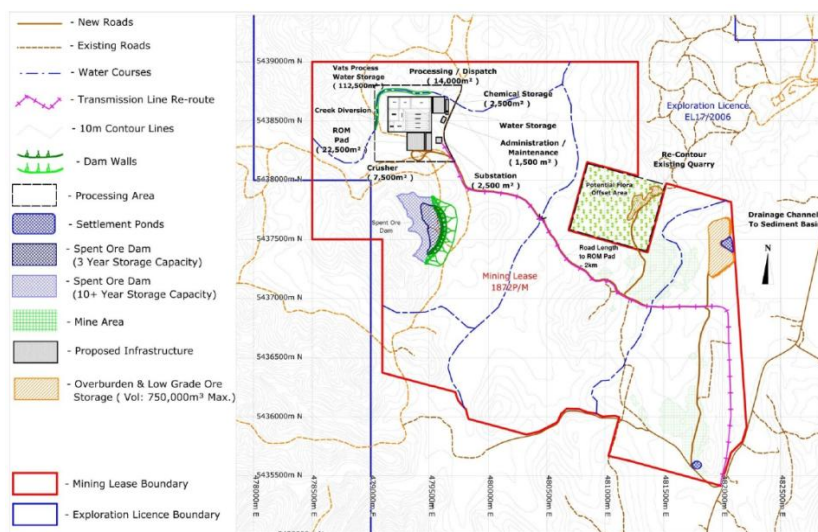 - New Roads
- Existing Roads
- Water Courses
- Transmission Line Re-route
- 10m Contour Lines
- Dam Walls
- Processing Area
- Settlement Ponds
- Spent Ore Dam
(3 Year Storage Capacity)
- Spent Ore Dam
(10+ Year Storage Capacity)
- Mine Area
- Proposed Infrastructure
- Overburden & Low Grade Ore
Storage ( Vol: 750,000m³ Max.)
- Mining Lease Boundary
- Exploration Licence Boundary
5439000m N
5438500m N
5438000m N
5437500m N
5437000m N
5436500m N
5436000m N
5435500m N
478000m E
478500m E
479000m E
479500m E
480000m E
480500m E
481000m E
481500m E
482000m E
482500m E
Vats Process
Water Storage
( 112,500m²)
Processing / Dispatch
( 14,000m²)
Creek Diversion
Chemical Storage
( 2,500m²)
ROM
Pad
( 22,500m²)
Water Storage
Administration /
Maintenance
( 1,500 m²)
Crusher
( 7,500m²)
Substation
( 2,500 m²)
Exploration Licence
EL17/2006
Re-Contour
Existing Quarry
Potential Flora
Offset Area
Spent Ore
Dam
Road Length
to ROM Pad
2km
Drainage Channel
To Sediment Basin
N
Mining Lease
1872P/M